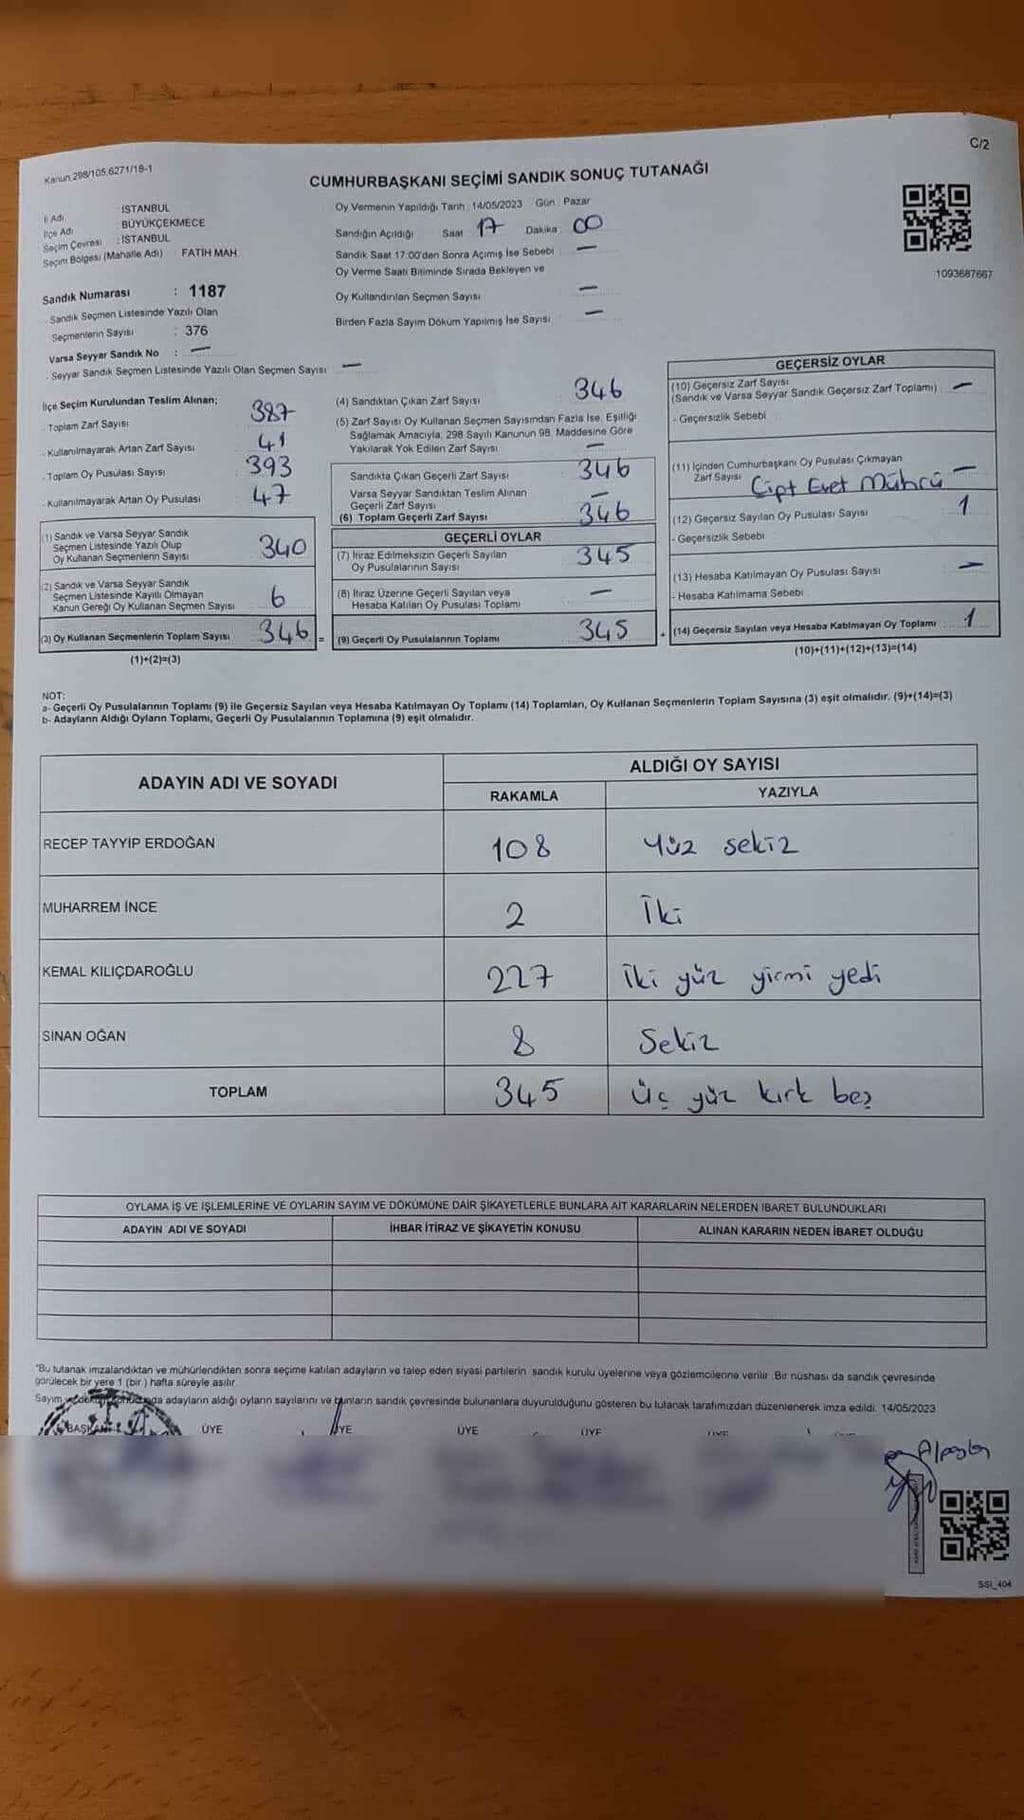 Kanun.298/105.6271/18-1
C/2
CUMHURBAŞKANI SEÇİMİ SANDIK SONUÇ TUTANAĞI
İl Adı : İSTANBUL
İlçe Adı : BÜYÜKÇEKMECE
Seçim Çevresi : İSTANBUL
Seçim Bölgesi (Mahalle Adı) FATİH MAH.
Sandık Numarası : 1187
- Sandık Seçmen Listesinde Yazılı Olan
Seçmenlerin Sayısı : 376
Varsa Seyyar Sandık No : —
- Seyyar Sandık Seçmen Listesinde Yazılı Olan Seçmen Sayısı —
Oy Vermenin Yapıldığı Tarih 14/05/2023 Gün Pazar
Sandığın Açıldığı Saat 17 Dakika 00
Sandık Saat 17:00'den Sonra Açımış İse Sebebi —
Oy Verme Saati Bitiminde Sırada Bekleyen ve
Oy Kullandırılan Seçmen Sayısı —
Birden Fazla Sayım Döküm Yapılmış İse Sayısı —
1093687667
İlçe Seçim Kurulundan Teslim Alınan;
- Toplam Zarf Sayısı 387
- Kullanılmayarak Artan Zarf Sayısı 41
- Toplam Oy Pusulası Sayısı 393
- Kullanılmayarak Artan Oy Pusulası 47
(1) Sandık ve Varsa Seyyar Sandık
Seçmen Listesinde Yazılı Olup
Oy Kullanan Seçmenlerin Sayısı 340
(2) Sandık ve Varsa Seyyar Sandık
Seçmen Listesinde Kayıtlı Olmayan
Kanun Gereği Oy Kullanan Seçmen Sayısı 6
(3) Oy Kullanan Seçmenlerin Toplam Sayısı 346 =
(1)+(2)=(3)
(4) Sandıktan Çıkan Zarf Sayısı 346
(5) Zarf Sayısı Oy Kullanan Seçmen Sayısından Fazla İse, Eşitliği
Sağlamak Amacıyla, 298 Sayılı Kanunun 98. Maddesine Göre
Yakılarak Yok Edilen Zarf Sayısı —
Sandıkta Çıkan Geçerli Zarf Sayısı 346
Varsa Seyyar Sandıktan Teslim Alınan
Geçerli Zarf Sayısı —
(6) Toplam Geçerli Zarf Sayısı 346
GEÇERLİ OYLAR
(7) İtiraz Edilmeksizin Geçerli Sayılan
Oy Pusulalarının Sayısı 345
(8) İtiraz Üzerine Geçerli Sayılan veya
Hesaba Katılan Oy Pusulası Toplamı —
(9) Geçerli Oy Pusulalarının Toplamı 345 +
GEÇERSİZ OYLAR
(10) Geçersiz Zarf Sayısı
(Sandık ve Varsa Seyyar Sandık Geçersiz Zarf Toplamı) —
- Geçersizlik Sebebi
(11) İçinden Cumhurbaşkanı Oy Pusulası Çıkmayan
Zarf Sayısı —
Çipt Evet Mührü
(12) Geçersiz Sayılan Oy Pusulası Sayısı 1
- Geçersizlik Sebebi
(13) Hesaba Katılmayan Oy Pusulası Sayısı —
- Hesaba Katılmama Sebebi
(14) Geçersiz Sayılan veya Hesaba Katılmayan Oy Toplamı 1
(10)+(11)+(12)+(13)=(14)
NOT:
a- Geçerli Oy Pusulalarının Toplamı (9) ile Geçersiz Sayılan veya Hesaba Katılmayan Oy Toplamı (14) Toplamları, Oy Kullanan Seçmenlerin Toplam Sayısına (3) eşit olmalıdır. (9)+(14)=(3)
b- Adayların Aldığı Oyların Toplamı, Geçerli Oy Pusulalarının Toplamına (9) eşit olmalıdır.
ADAYIN ADI VE SOYADI ALDIĞI OY SAYISI
RAKAMLA YAZIYLA
RECEP TAYYİP ERDOĞAN 108 Yüz sekiz
MUHARREM İNCE 2 İki
KEMAL KILIÇDAROĞLU 227 İki yüz yirmi yedi
SİNAN OĞAN 8 Sekiz
TOPLAM 345 Üç yüz kırk beş
OYLAMA İŞ VE İŞLEMLERİNE VE OYLARIN SAYIM VE DÖKÜMÜNE DAİR ŞİKAYETLERLE BUNLARA AİT KARARLARIN NELERDEN İBARET BULUNDUKLARI
ADAYIN ADI VE SOYADI İHBAR İTİRAZ VE ŞİKAYETİN KONUSU ALINAN KARARIN NEDEN İBARET OLDUĞU
"Bu tutanak imzalandıktan ve mühürlendikten sonra seçime katılan adayların ve talep eden siyasi partilerin sandık kurulu üyelerine veya gözlemcilerine verilir. Bir nüshası da sandık çevresinde
görülecek bir yere 1 (bir) hafta süreyle asılır.
Sayım ve adayların aldığı oyların sayılarını ve bunların sandık çevresinde bulunanlara duyurulduğunu gösteren bu tutanak tarafımızdan düzenlenerek imza edildi. 14/05/2023
BAŞKAN ÜYE ÜYE ÜYE ÜYE
SSI_404